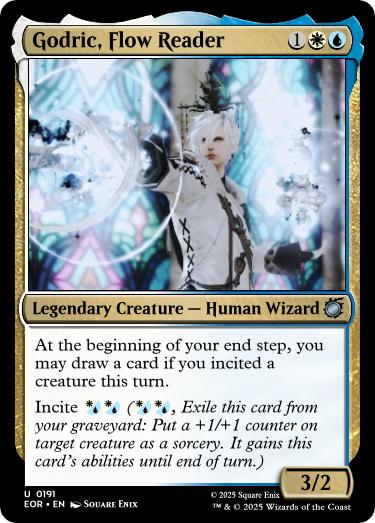 Godric, Flow Reader 1
Legendary Creature — Human Wizard
At the beginning of your end step, you
may draw a card if you incited a
creature this turn.
Incite (, Exile this card from
your graveyard: Put a +1/+1 counter on
target creature as a sorcery. It gains
this card's abilities until end of turn.)
3/2
U 0191
EOR • EN SQUARE ENIX
© 2025 Square Enix
™ & © 2025 Wizards of the Coast